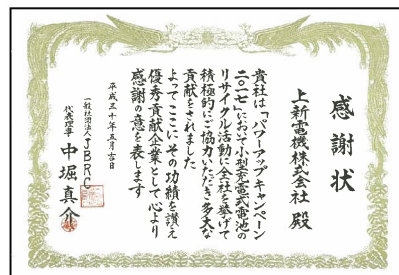 感謝状
上新電機株式会社 殿
貴社は「パワーアップキャンペーン
二〇一七」において小型充電式電池の
リサイクル活動に全社を挙げて
積極的にご協力いただき多大な
貢献をされました
よってここにその功績を讃え
優秀貢献企業として心より
感謝の意を表します
平成三十年五月吉日
一般社団法人JBRC
代表理事 中堀真介